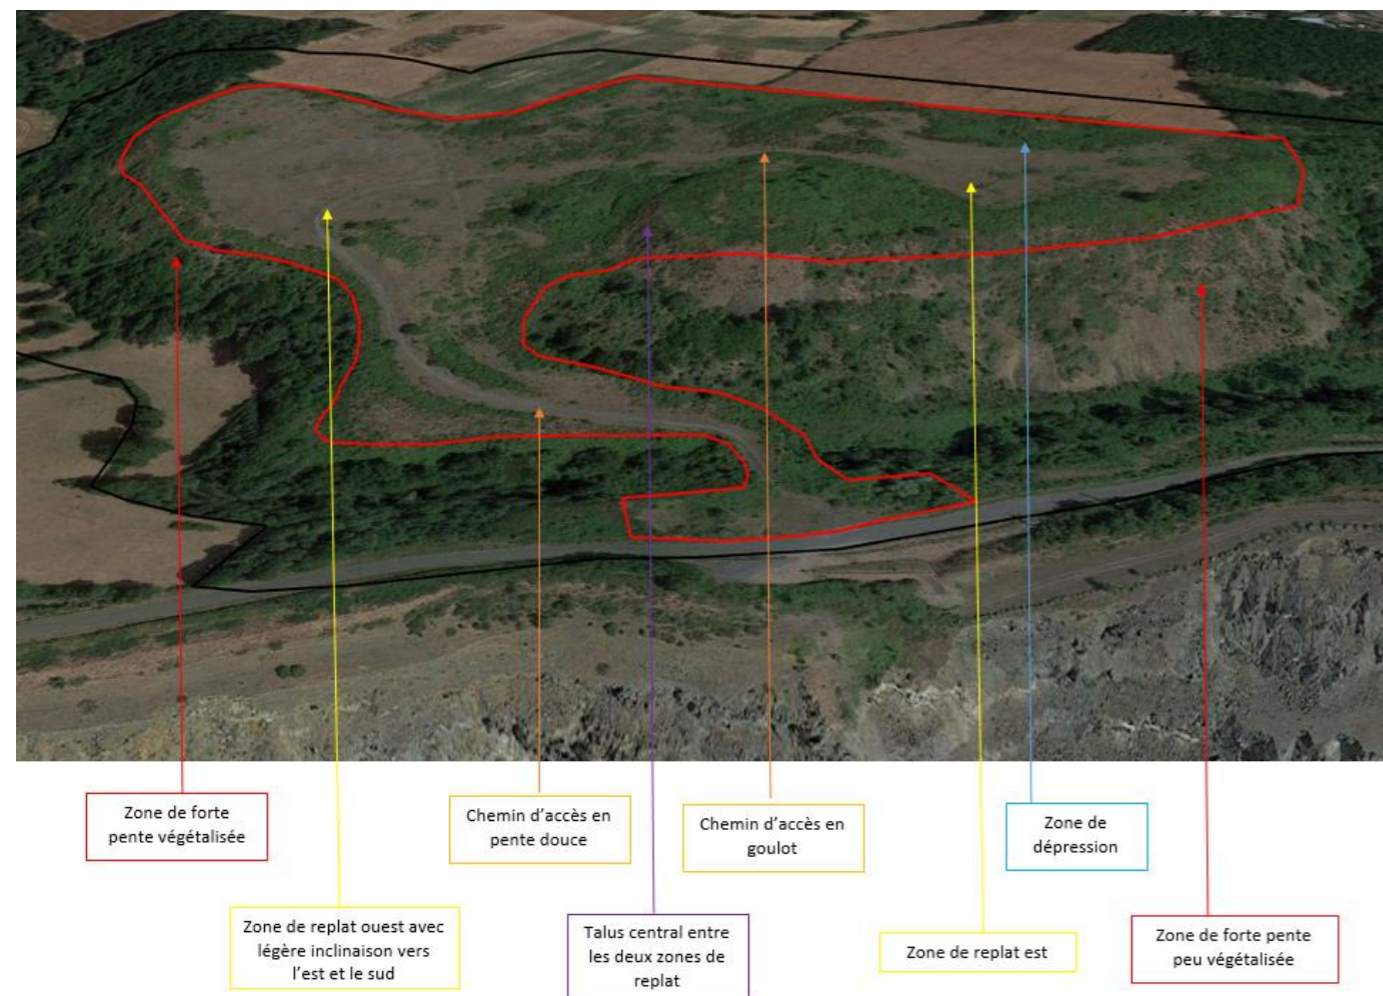 Zone de forte
pente végétalisée
Chemin d’accès en
pente douce
Chemin d’accès en
goulot
Zone de
dépression
Zone de replat ouest avec
légère inclinaison vers
l’est et le sud
Talus central entre
les deux zones de
replat
Zone de replat est
Zone de forte pente
peu végétalisée